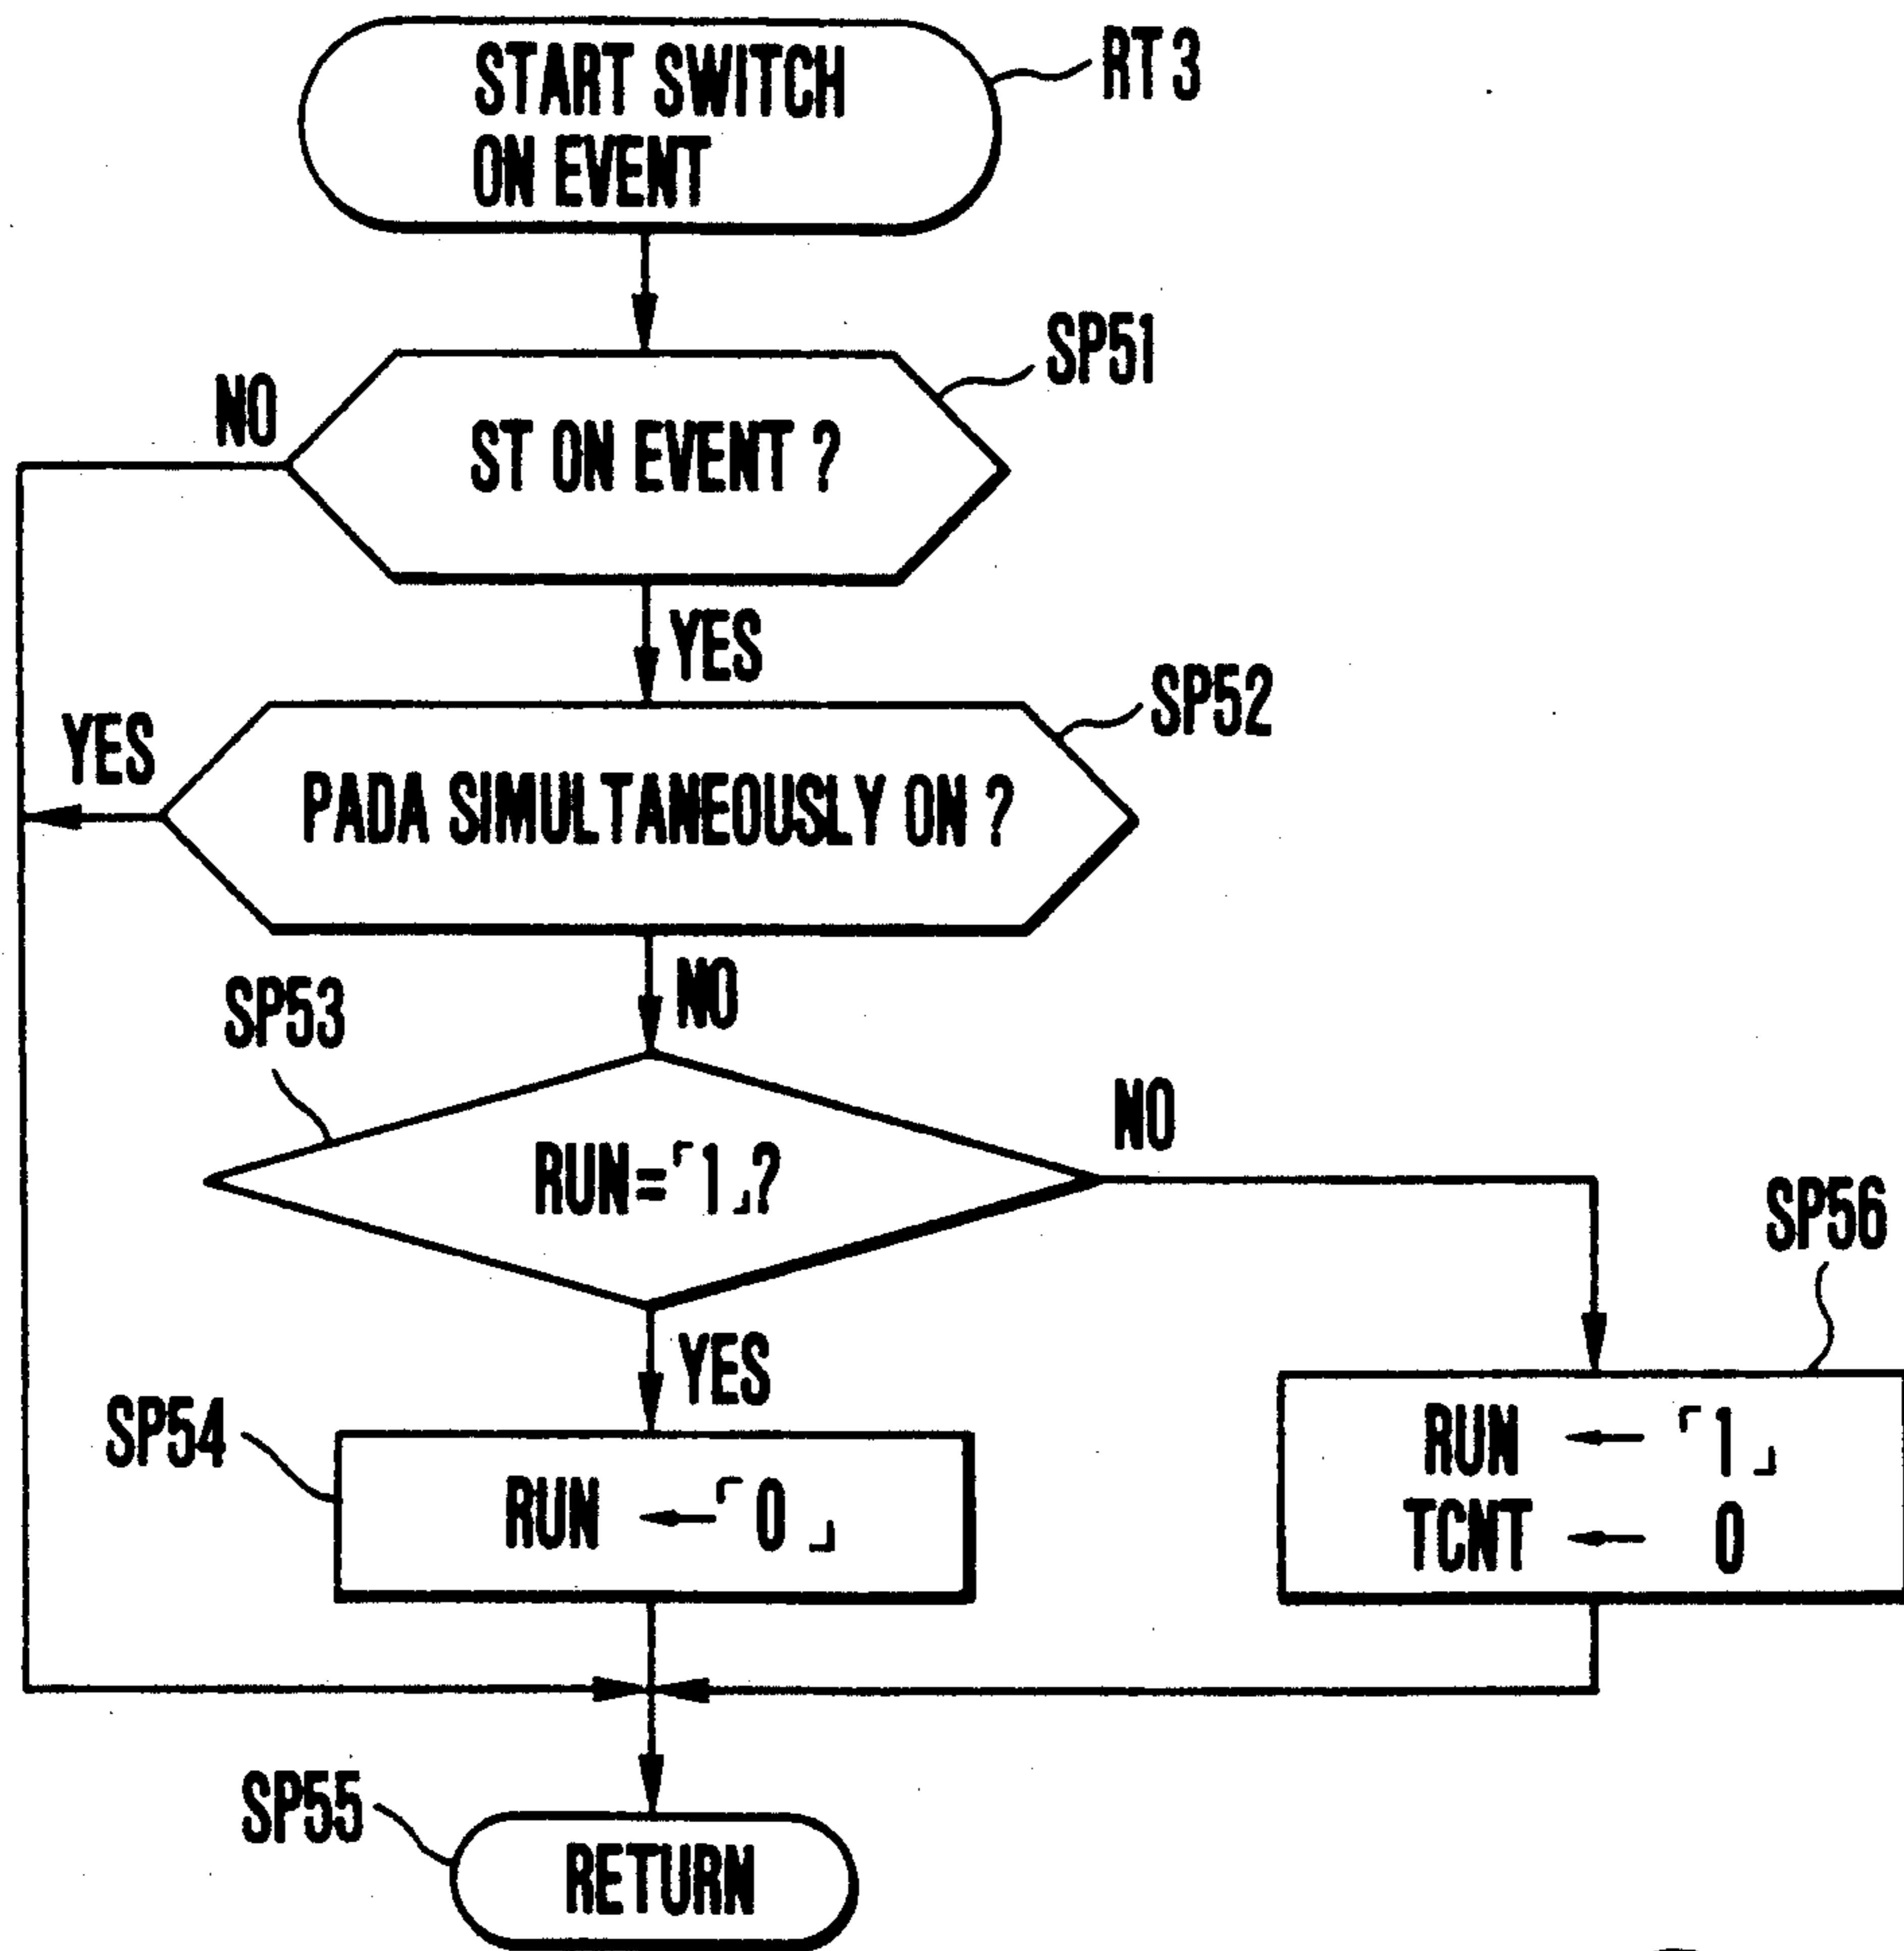 START SWITCH
ON EVENT
RT3
SP51
NO
ST ON EVENT ?
YES
SP52
YES
PADA SIMULTANEOUSLY ON ?
NO
SP53
NO
RUN=「1」?
SP56
YES
SP54
RUN ←「0」
RUN ← 「1」
TCNT ← 0
SP55
RETURN